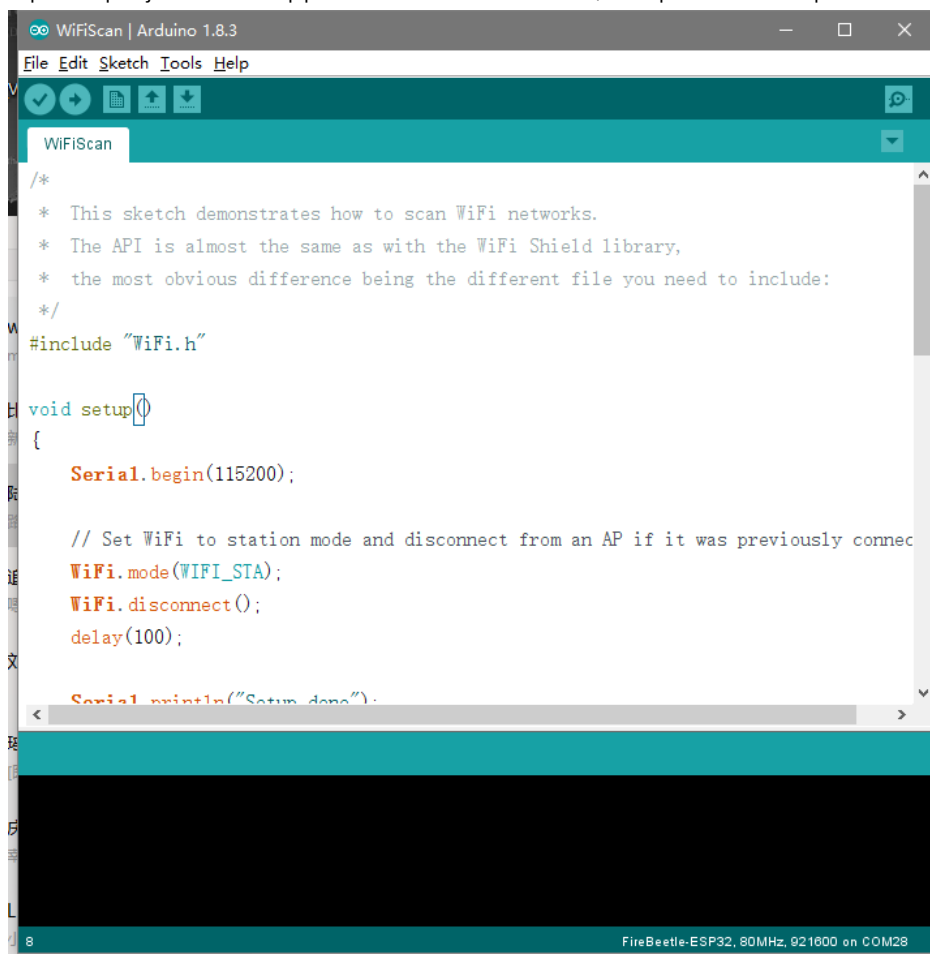 WiFiScan | Arduino 1.8.3
File Edit Sketch Tools Help
WiFiScan
/*
 *  This sketch demonstrates how to scan WiFi networks.
 *  The API is almost the same as with the WiFi Shield library,
 *  the most obvious difference being the different file you need to include:
 */
#include "WiFi.h"
void setup()
{
    Serial.begin(115200);
    // Set WiFi to station mode and disconnect from an AP if it was previously connec
    WiFi.mode(WIFI_STA);
    WiFi.disconnect();
    delay(100);
    Serial.println("Setup done");
8
FireBeetle-ESP32, 80MHz, 921600 on COM28